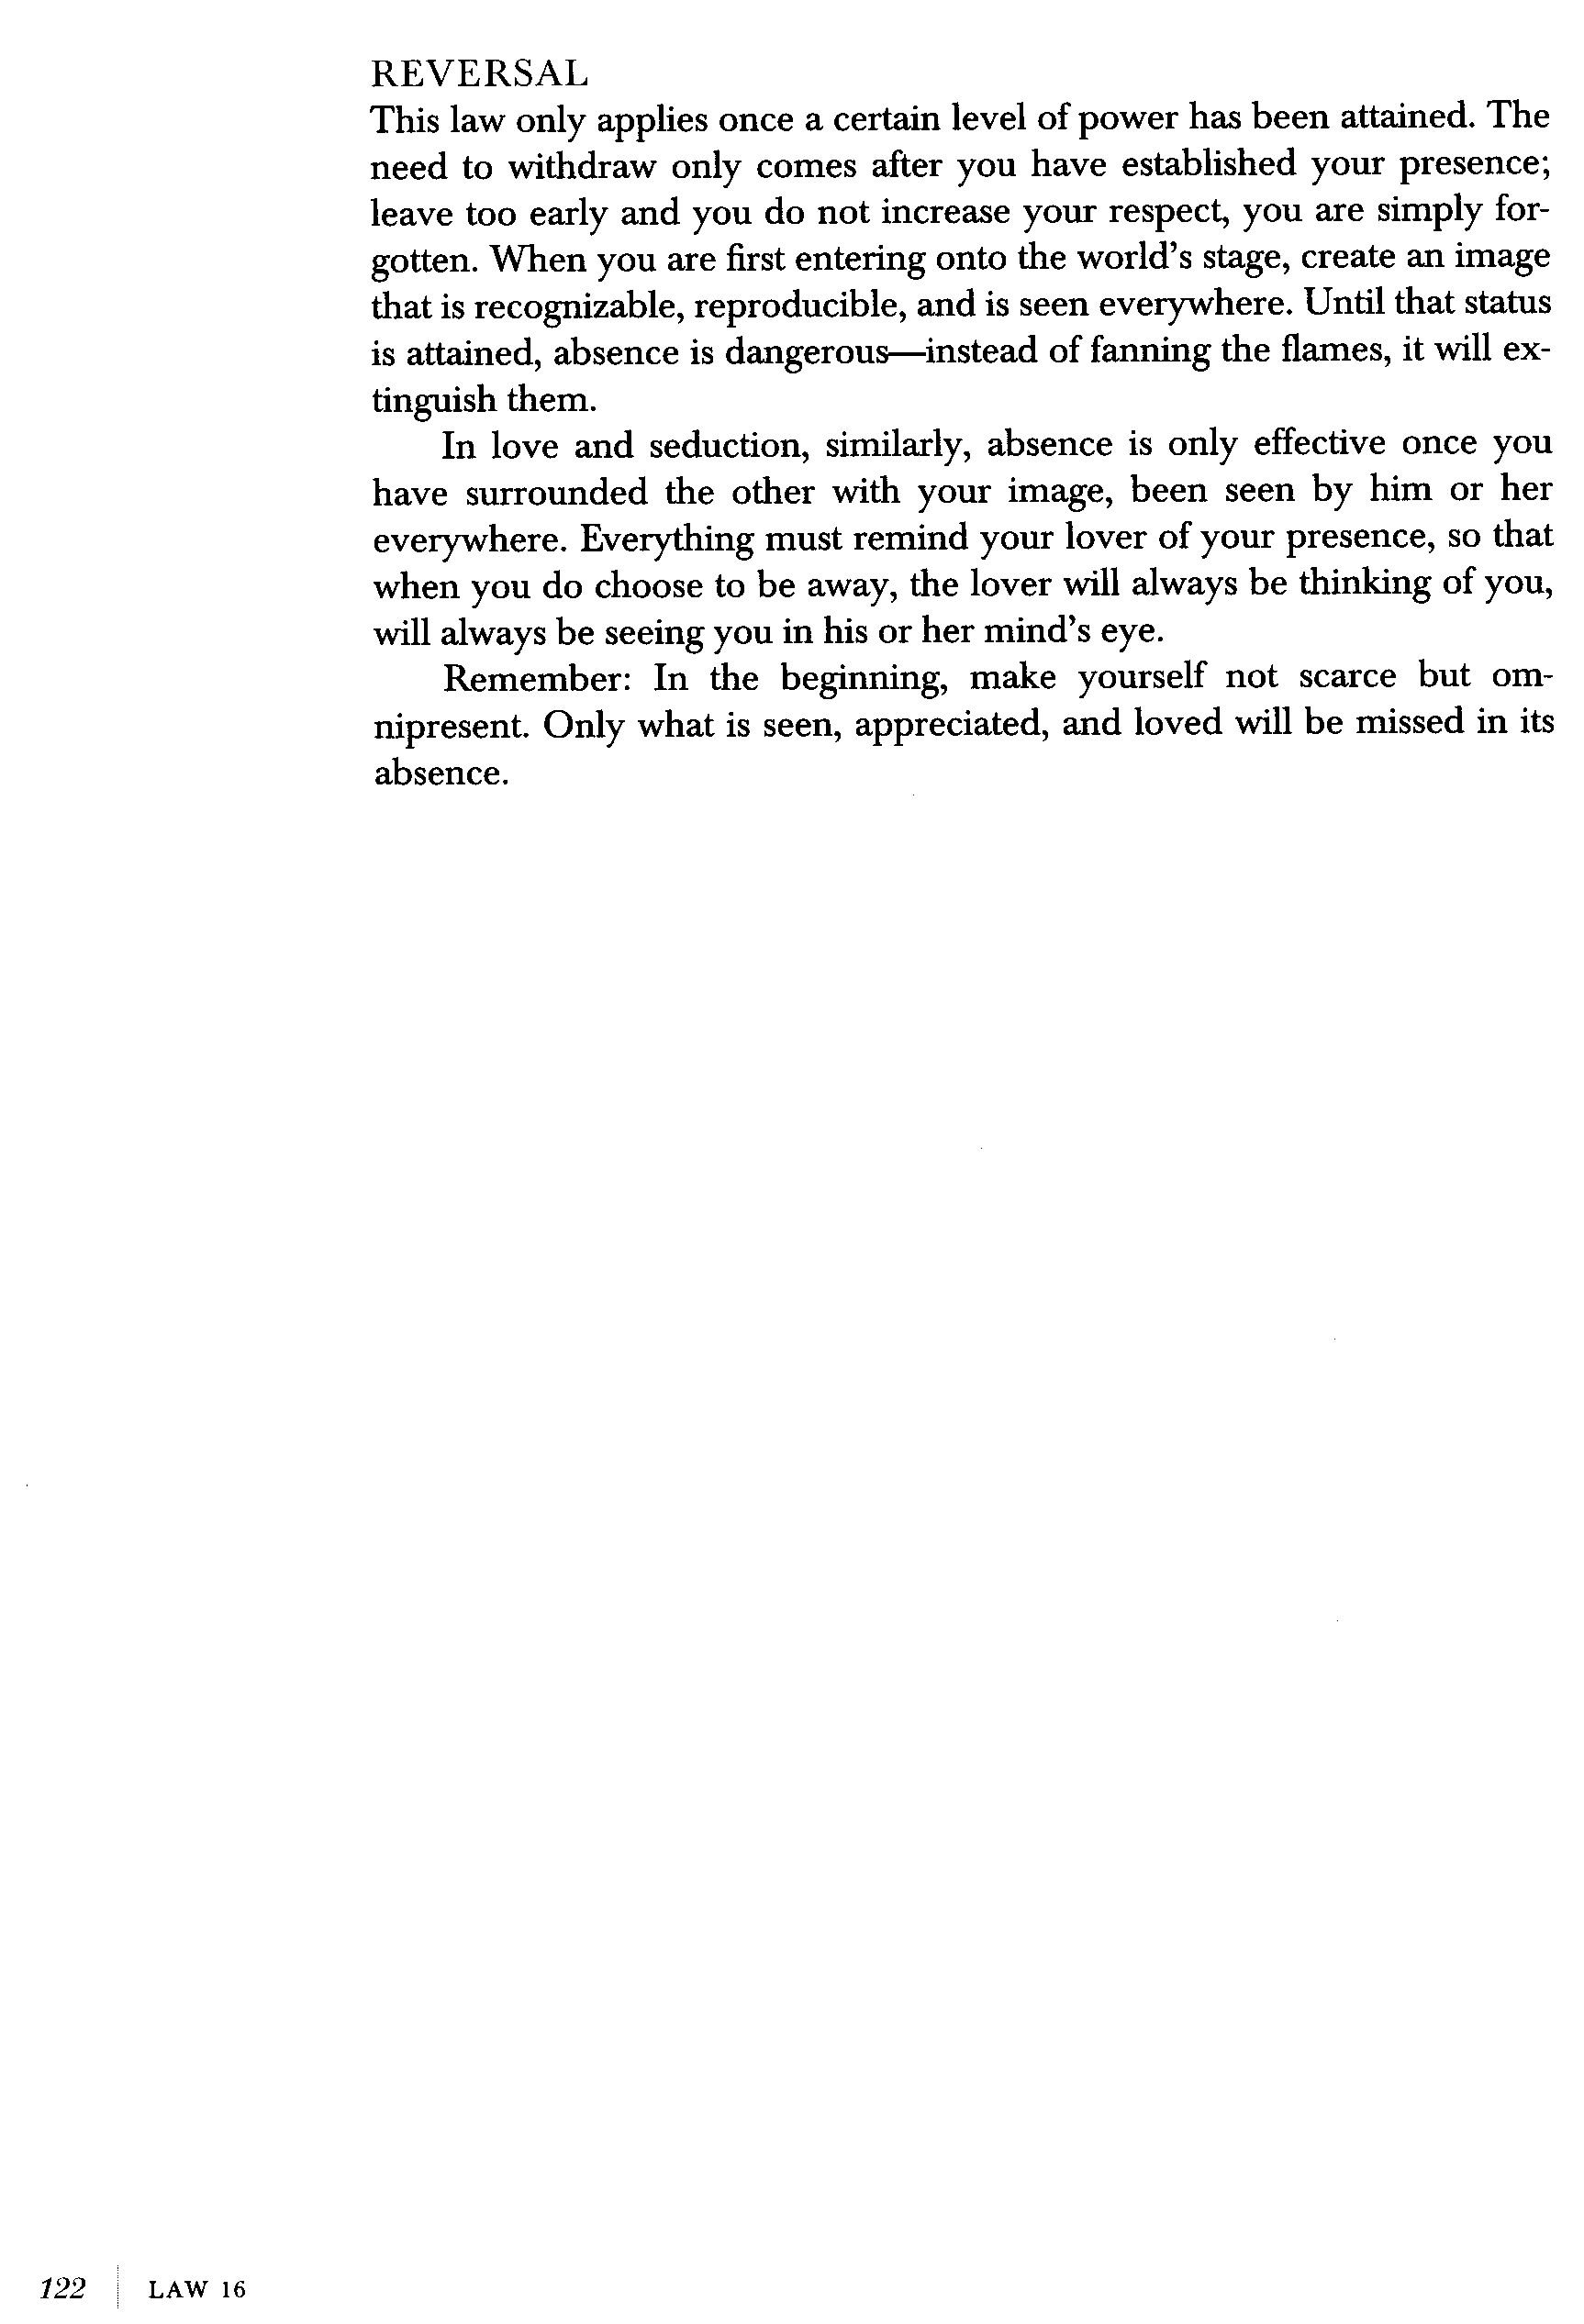 REVERSAL
This law only applies once a certain level of power has been attained. The
need to withdraw only comes after you have established your presence;
leave too early and you do not increase your respect, you are simply for-
gotten. When you are first entering onto the world's stage, create an image
that is recognizable, reproducible, and is seen everywhere. Until that status
is attained, absence is dangerous—instead of fanning the flames, it will ex-
tinguish them.
In love and seduction, similarly, absence is only effective once you
have surrounded the other with your image, been seen by him or her
everywhere. Everything must remind your lover of your presence, so that
when you do choose to be away, the lover will always be thinking of you,
will always be seeing you in his or her mind's eye.
Remember: In the beginning, make yourself not scarce but om-
nipresent. Only what is seen, appreciated, and loved will be missed in its
absence.
122 LAW 16